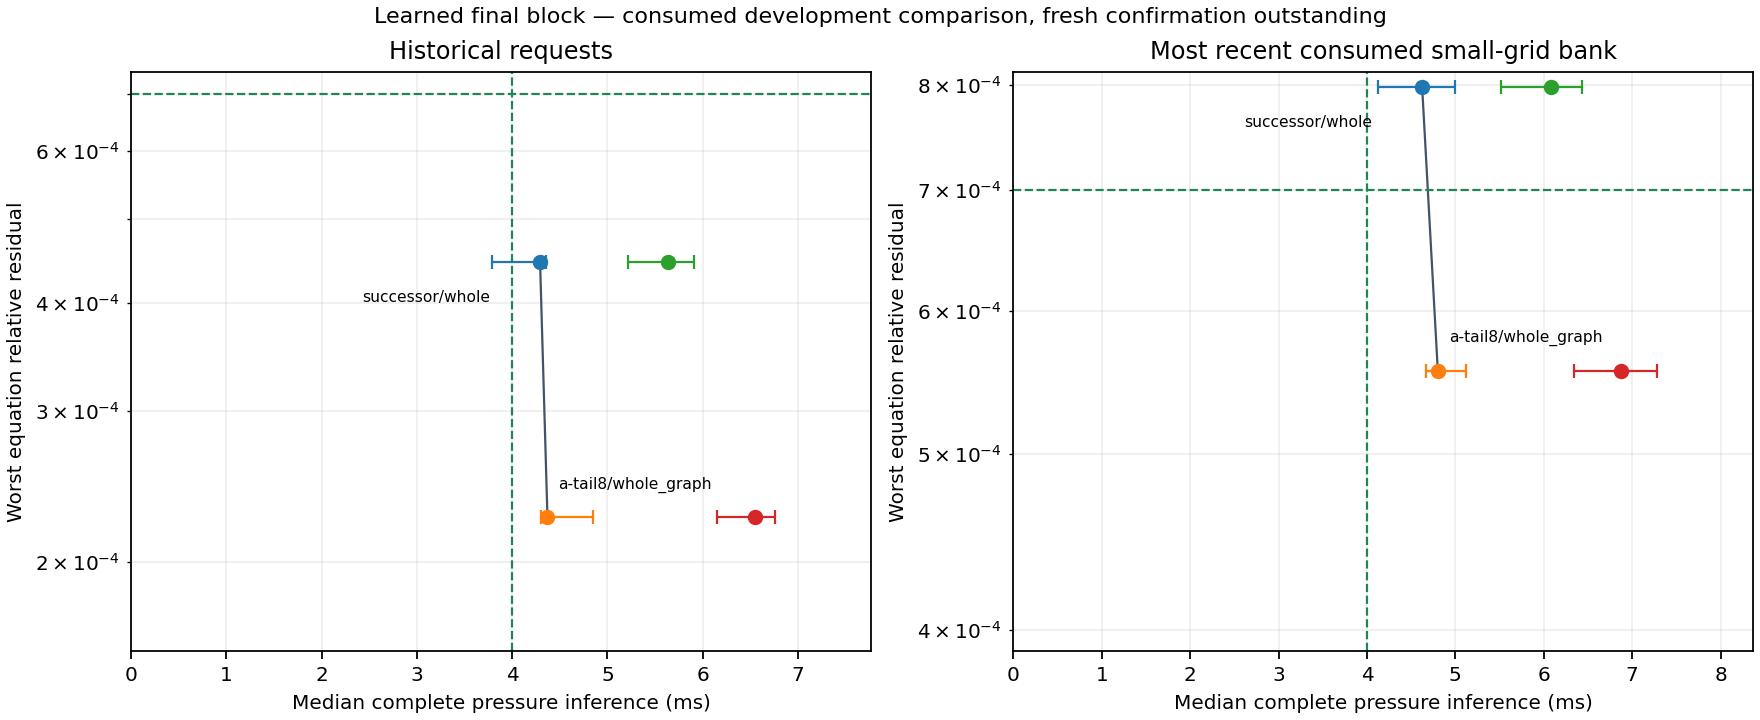 Learned final block — consumed development comparison, fresh confirmation outstanding
Historical requests
Worst equation relative residual
6 × 10⁻⁴
4 × 10⁻⁴
3 × 10⁻⁴
2 × 10⁻⁴
successor/whole
a-tail8/whole_graph
0 1 2 3 4 5 6 7
Median complete pressure inference (ms)
Most recent consumed small-grid bank
Worst equation relative residual
8 × 10⁻⁴
7 × 10⁻⁴
6 × 10⁻⁴
5 × 10⁻⁴
4 × 10⁻⁴
successor/whole
a-tail8/whole_graph
0 1 2 3 4 5 6 7 8
Median complete pressure inference (ms)